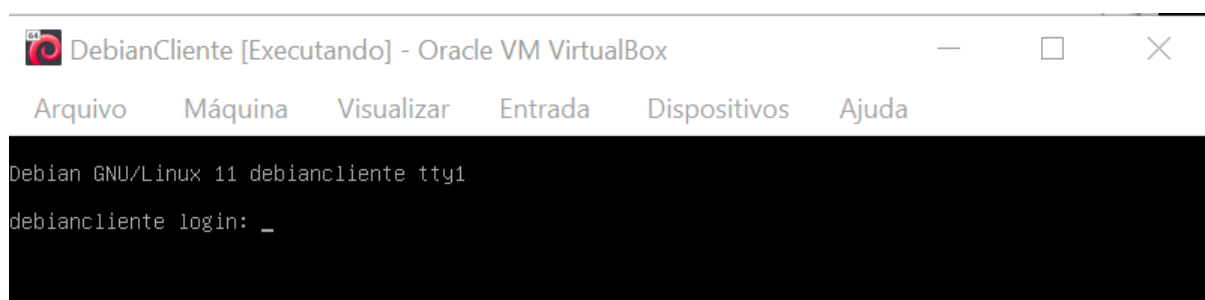 64
DebianCliente [Executando] - Oracle VM VirtualBox
Arquivo Máquina Visualizar Entrada Dispositivos Ajuda
Debian GNU/Linux 11 debiancliente tty1
debiancliente login: _